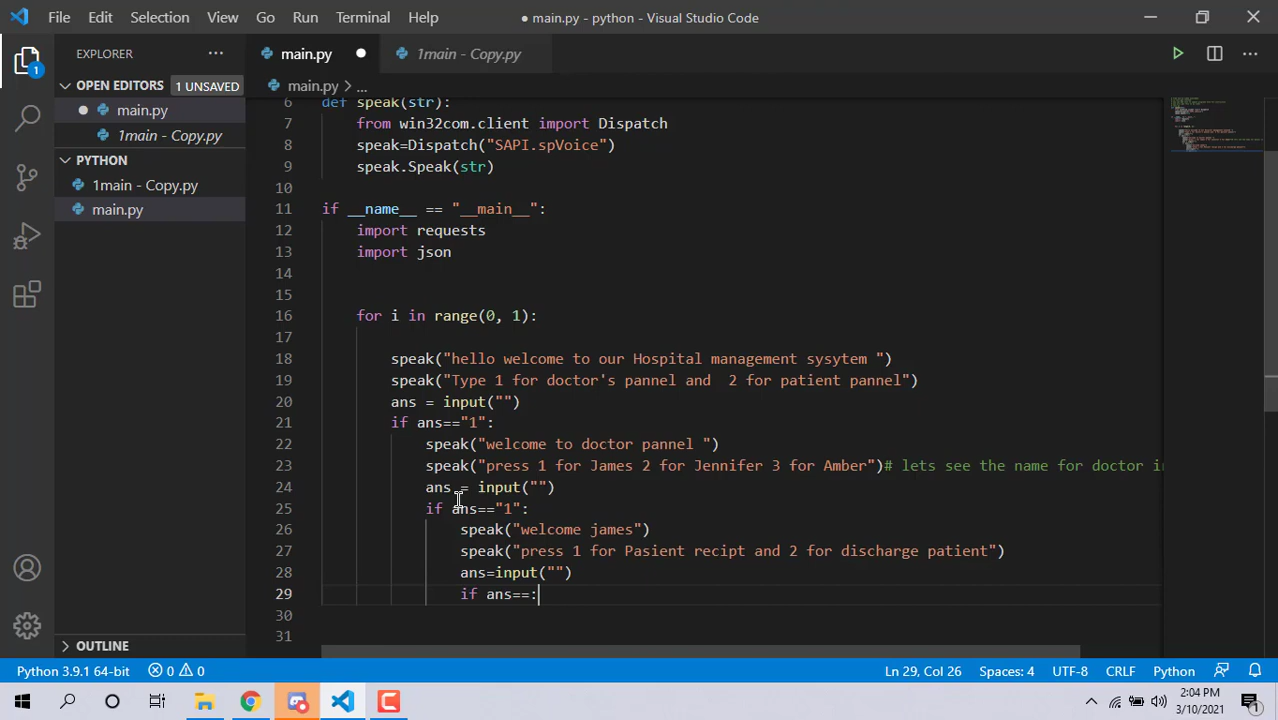 File Edit Selection View Go Run Terminal Help ● main.py - python - Visual Studio Code
EXPLORER ··· main.py ● 1main - Copy.py ···
1
OPEN EDITORS 1 UNSAVED
● main.py
1main - Copy.py
PYTHON
1main - Copy.py
main.py
OUTLINE
main.py > ...
6 def speak(str):
7 from win32com.client import Dispatch
8 speak=Dispatch("SAPI.spVoice")
9 speak.Speak(str)
10
11 if __name__ == "__main__":
12 import requests
13 import json
14
15
16 for i in range(0, 1):
17
18 speak("hello welcome to our Hospital management sysytem ")
19 speak("Type 1 for doctor's pannel and  2 for patient pannel")
20 ans = input("")
21 if ans=="1":
22 speak("welcome to doctor pannel ")
23 speak("press 1 for James 2 for Jennifer 3 for Amber")# lets see the name for doctor in
24 ans = input("")
25 if ans=="1":
26 speak("welcome james")
27 speak("press 1 for Pasient recipt and 2 for discharge patient")
28 ans=input("")
29 if ans==:
30
31
Python 3.9.1 64-bit 0 0 Ln 29, Col 26 Spaces: 4 UTF-8 CRLF Python
2:04 PM
3/10/2021
1